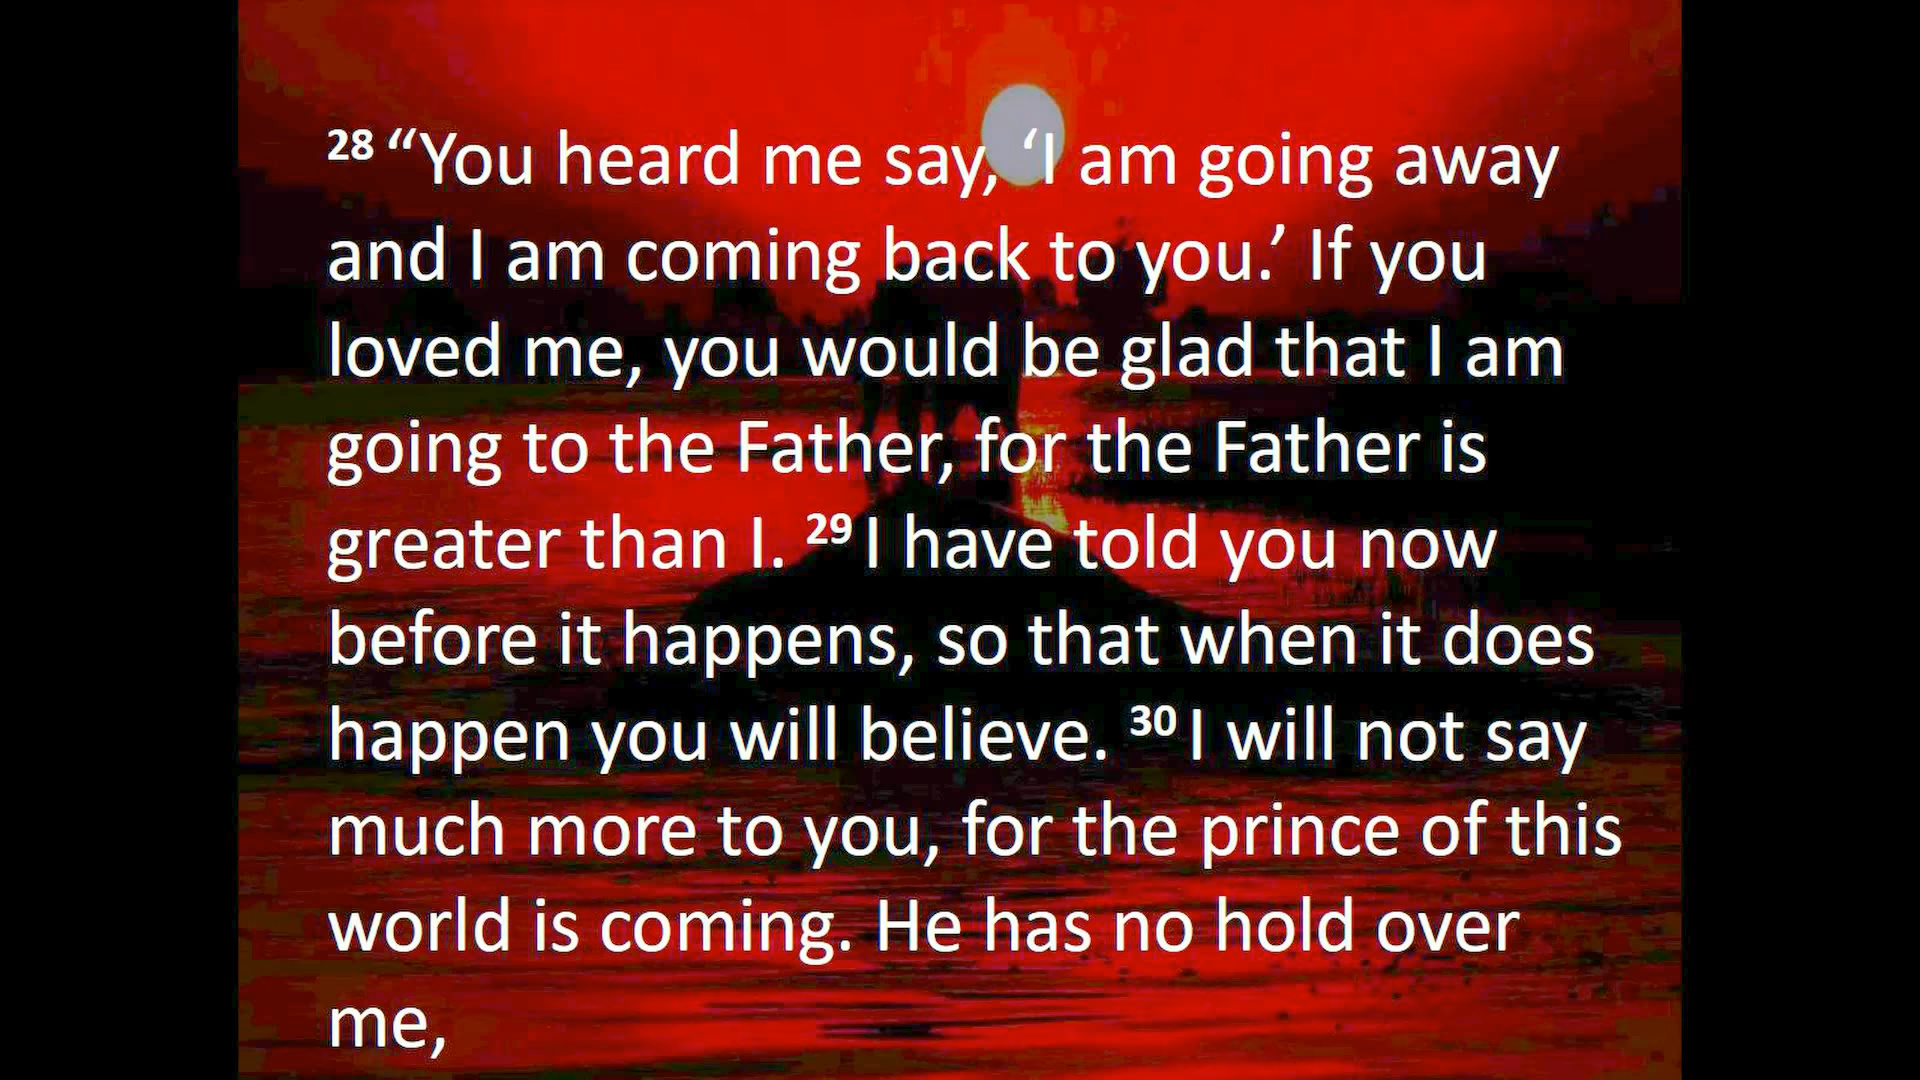 28 “You heard me say, ‘I am going away
and I am coming back to you.’ If you
loved me, you would be glad that I am
going to the Father, for the Father is
greater than I. 29 I have told you now
before it happens, so that when it does
happen you will believe. 30 I will not say
much more to you, for the prince of this
world is coming. He has no hold over
me,